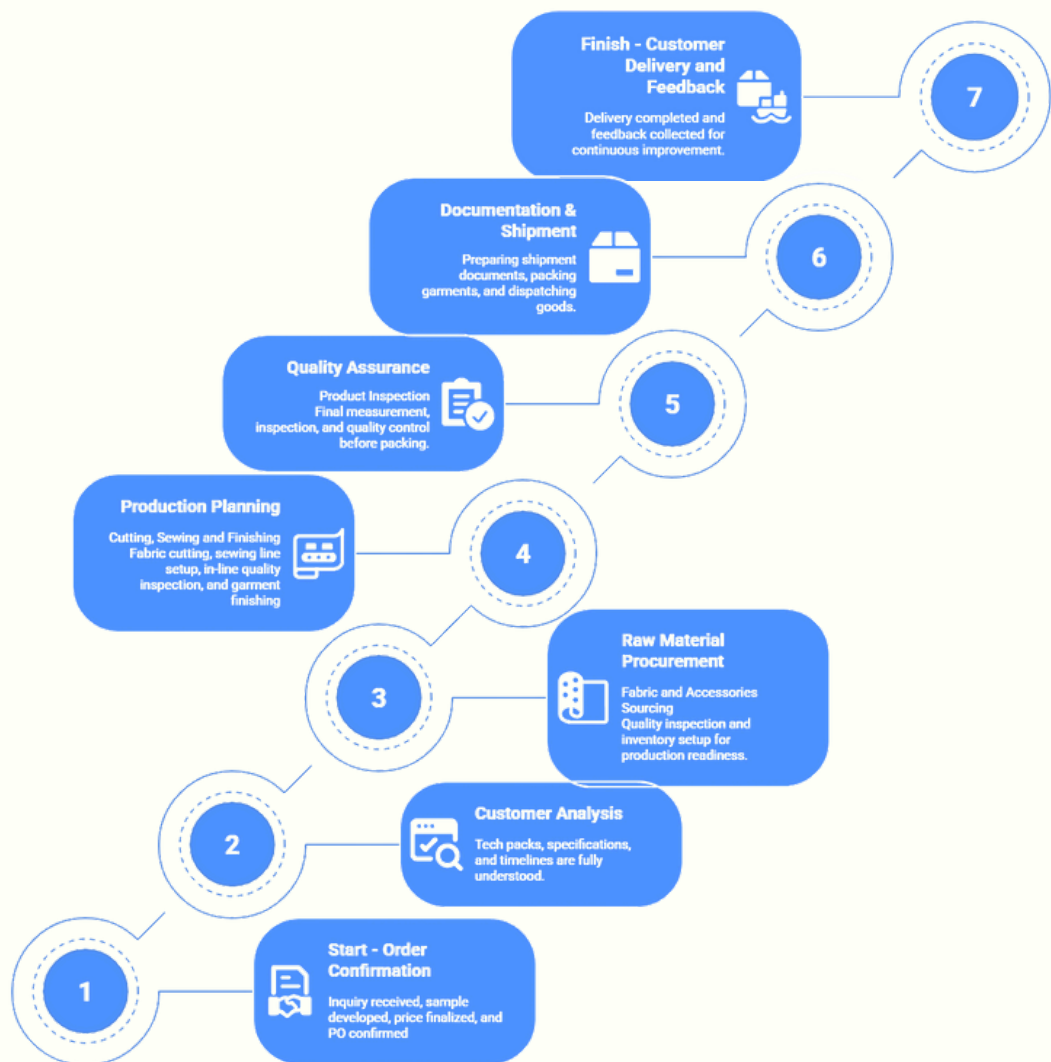 Finish - Customer
Delivery and
Feedback
Delivery completed and
feedback collected for
continuous improvement.
7
Documentation &
Shipment
Preparing shipment
documents, packing
garments, and dispatching
goods.
6
Quality Assurance
Product Inspection
Final measurement,
inspection, and quality control
before packing.
5
Production Planning
Cutting, Sewing and Finishing
Fabric cutting, sewing line
setup, in-line quality
inspection, and garment
finishing
4
Raw Material
Procurement
Fabric and Accessories
Sourcing
Quality inspection and
inventory setup for
production readiness.
3
Customer Analysis
Tech packs, specifications,
and timelines are fully
understood.
2
Start - Order
Confirmation
Inquiry received, sample
developed, price finalized, and
PO confirmed
1